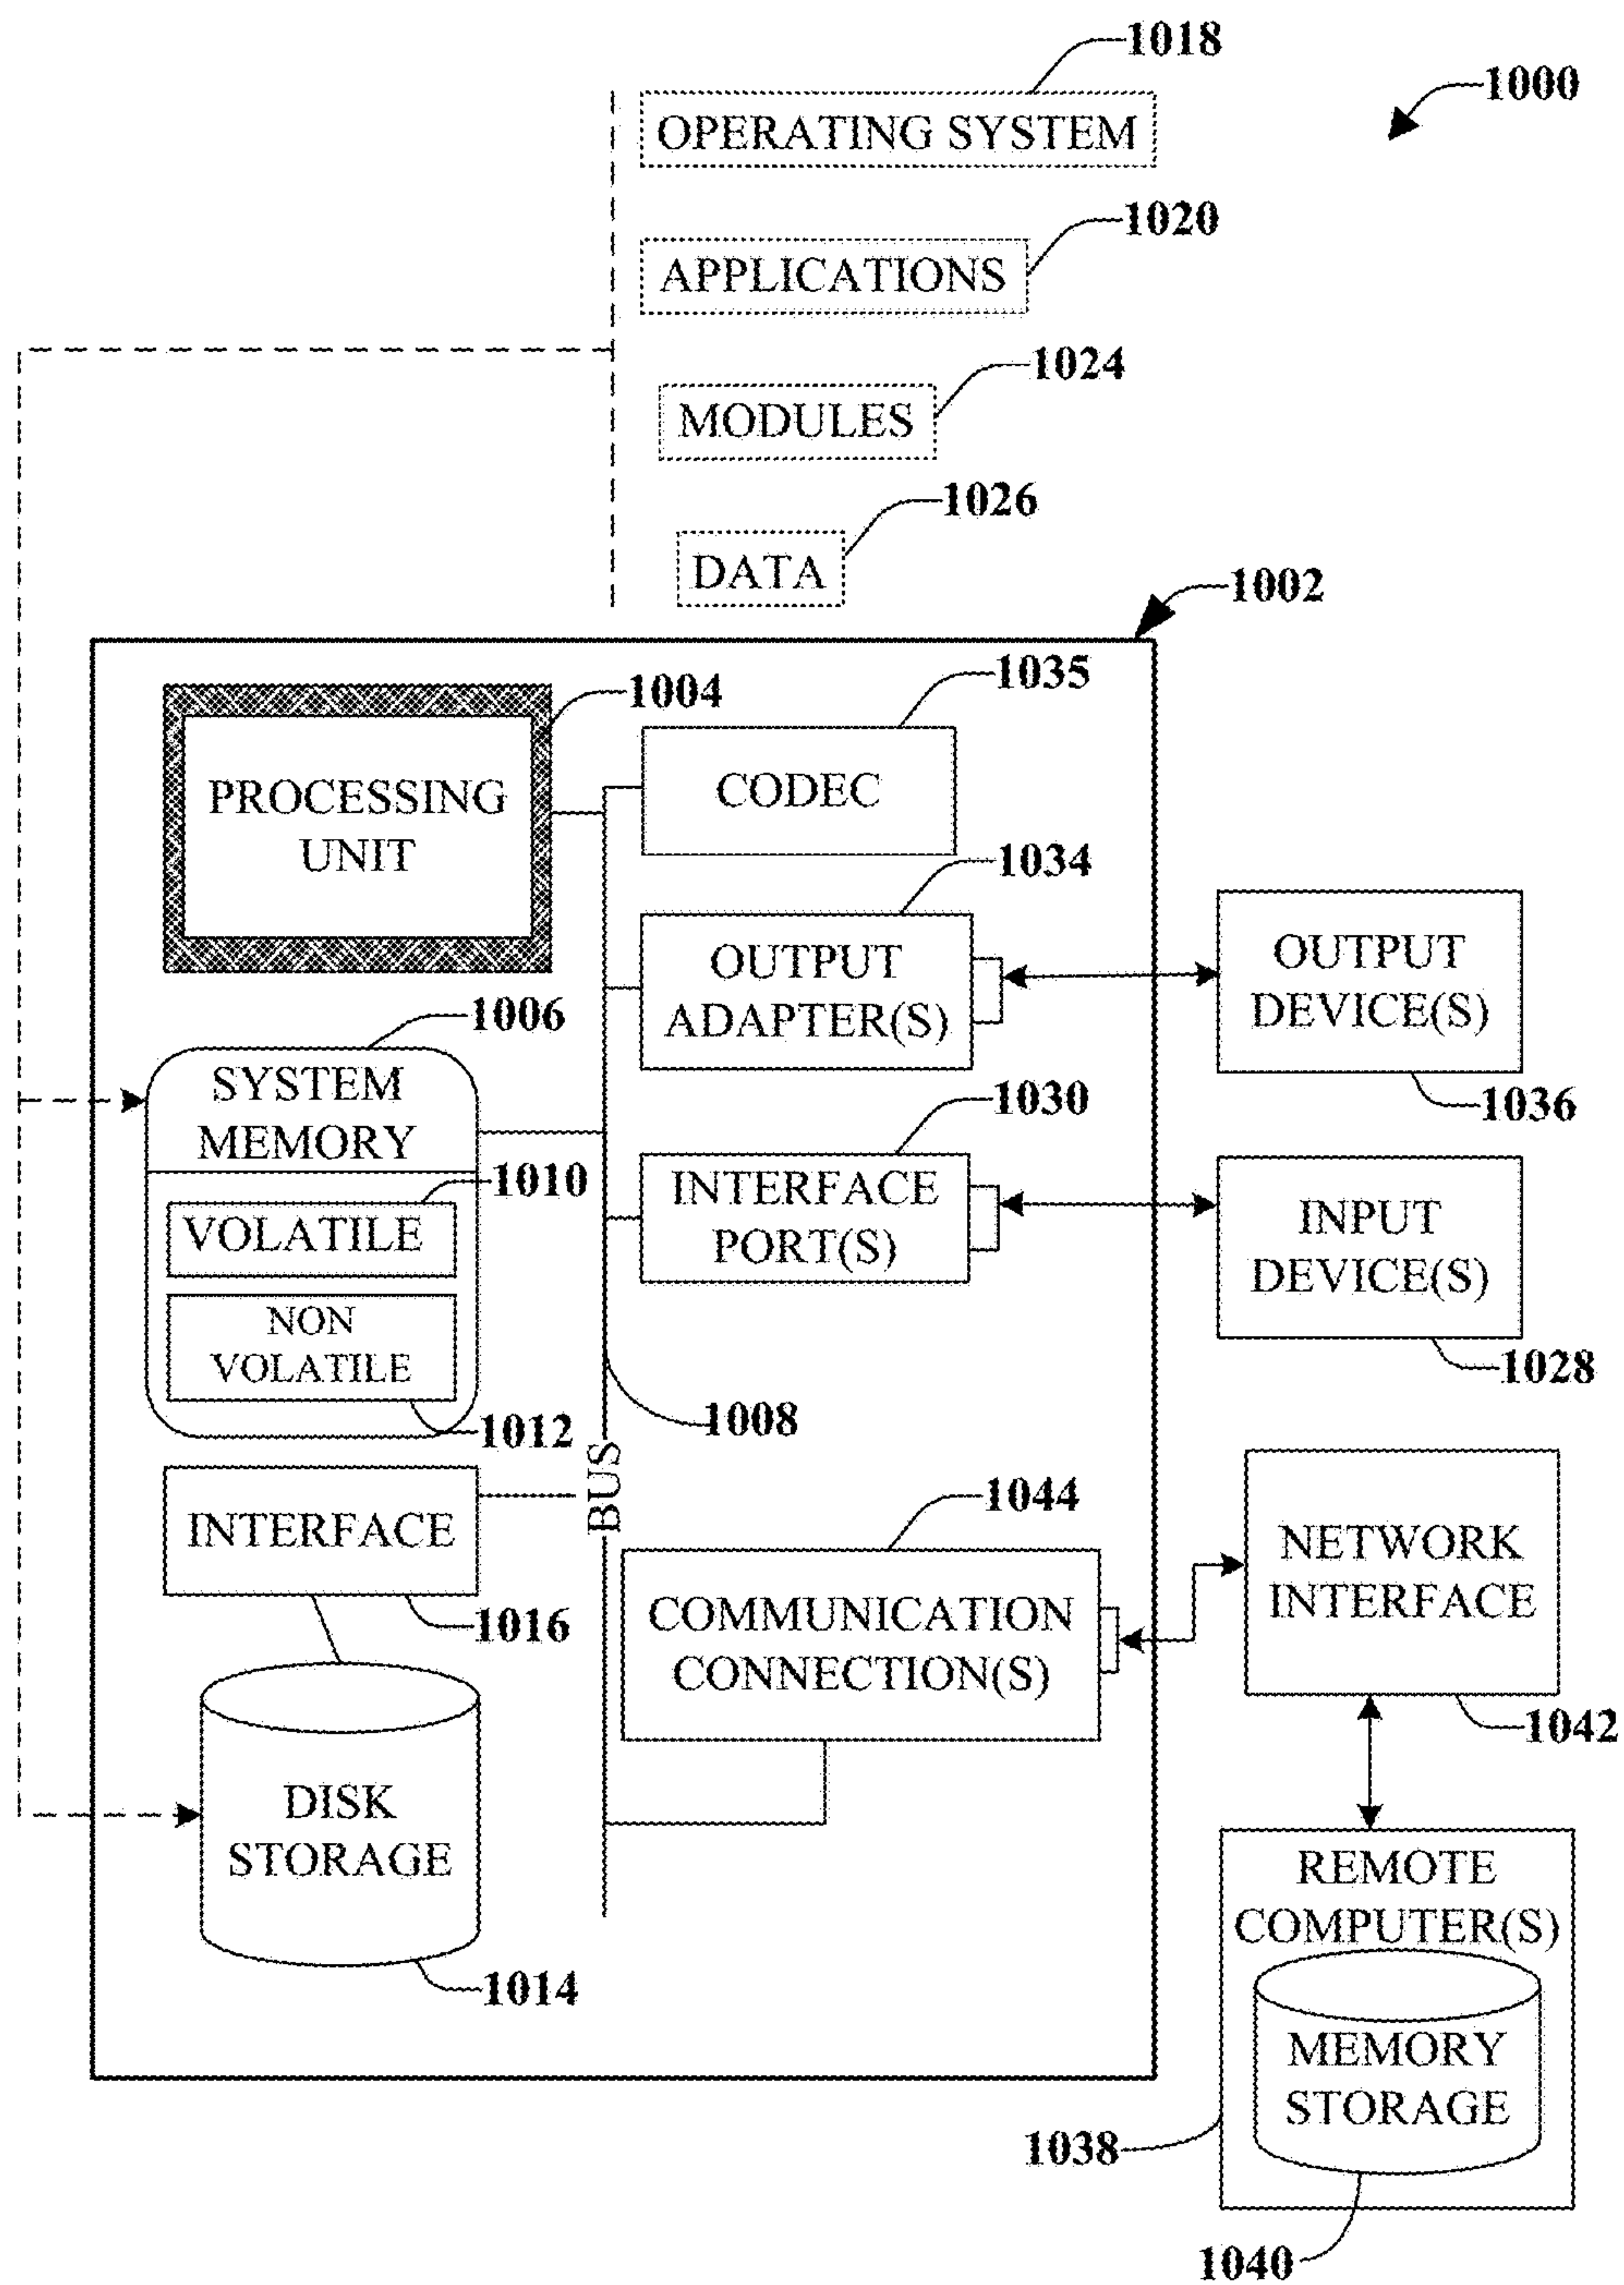 1018
1000
OPERATING SYSTEM
1020
APPLICATIONS
1024
MODULES
1026
DATA
1002
1004
1035
PROCESSING
UNIT
CODEC
1034
OUTPUT
ADAPTER(S)
OUTPUT
DEVICE(S)
1036
1006
SYSTEM
MEMORY
1030
1010
INTERFACE
PORT(S)
INPUT
DEVICE(S)
1028
VOLATILE
NON
VOLATILE
1012
1008
BUS
1044
INTERFACE
1016
COMMUNICATION
CONNECTION(S)
NETWORK
INTERFACE
1042
DISK
STORAGE
1014
REMOTE
COMPUTER(S)
MEMORY
STORAGE
1038
1040